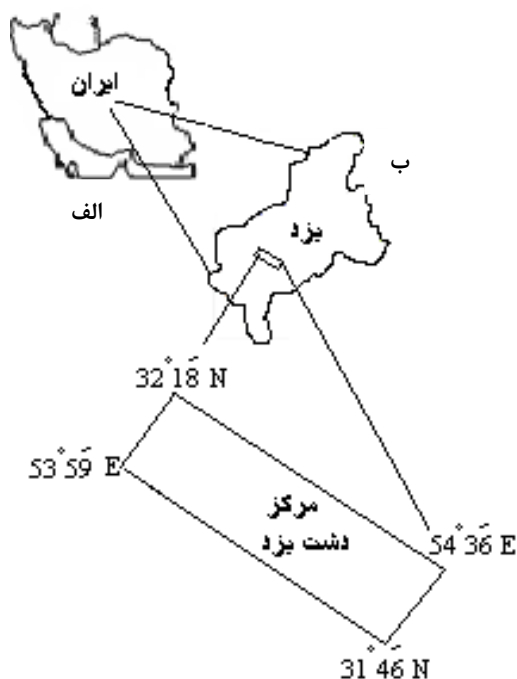 ایران
ب
الف
یزد
32°18́ N
53°59́ E
مرکز
دشت یزد
54°36́ E
31°46́ N